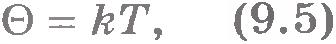 Θ = kT, (9.5)